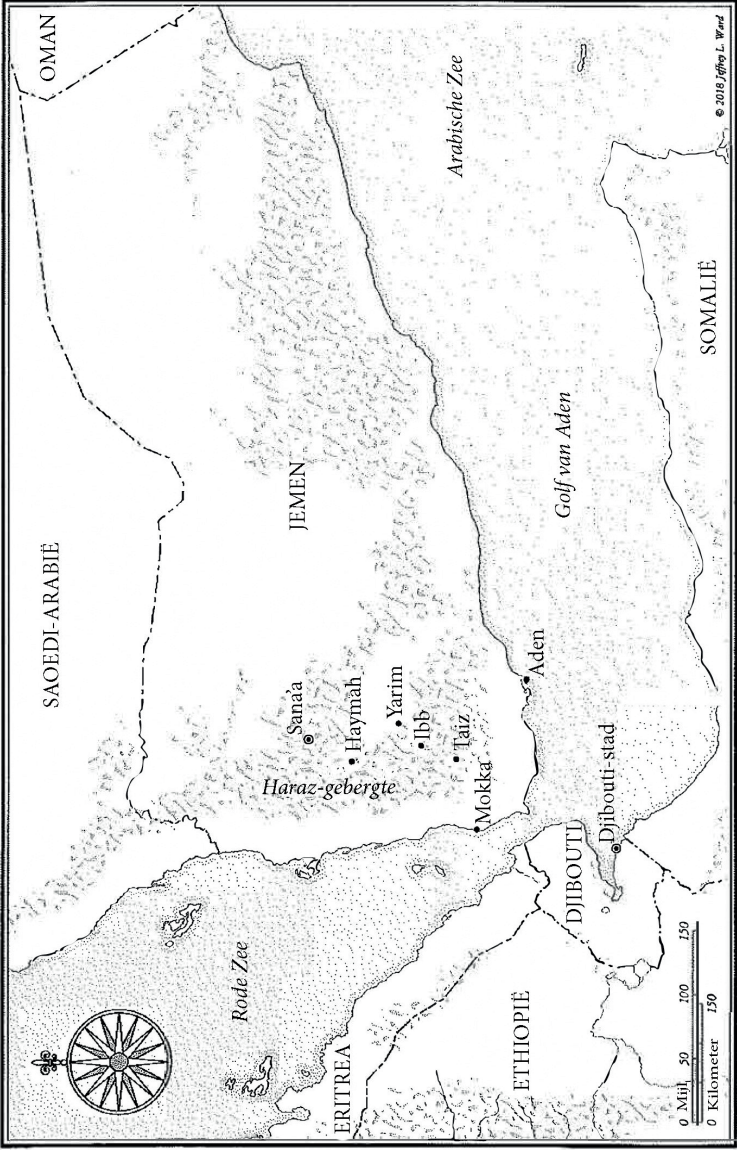 SAOEDI-ARABIË
OMAN
JEMEN
Sana'a
Haymah
Haraz-gebergte
Yarim
Ibb
Taiz
Mokka
Aden
Rode Zee
Arabische Zee
Golf van Aden
ERITREA
ETHIOPIË
DJIBOUTI
Djibouti-stad
SOMALIË
0 Mijl 50 100 150
0 Kilometer 150
© 2018 Jeffrey L. Ward